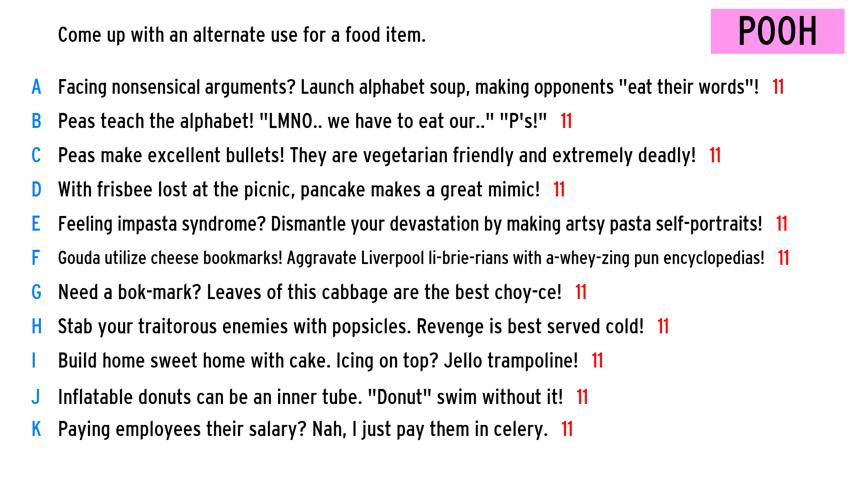 Come up with an alternate use for a food item.
POOH
A Facing nonsensical arguments? Launch alphabet soup, making opponents "eat their words"! 11
B Peas teach the alphabet! "LMNO.. we have to eat our.." "P's!" 11
C Peas make excellent bullets! They are vegetarian friendly and extremely deadly! 11
D With frisbee lost at the picnic, pancake makes a great mimic! 11
E Feeling impasta syndrome? Dismantle your devastation by making artsy pasta self-portraits! 11
F Gouda utilize cheese bookmarks! Aggravate Liverpool li-brie-rians with a-whey-zing pun encyclopedias! 11
G Need a bok-mark? Leaves of this cabbage are the best choy-ce! 11
H Stab your traitorous enemies with popsicles. Revenge is best served cold! 11
I Build home sweet home with cake. Icing on top? Jello trampoline! 11
J Inflatable donuts can be an inner tube. "Donut" swim without it! 11
K Paying employees their salary? Nah, I just pay them in celery. 11